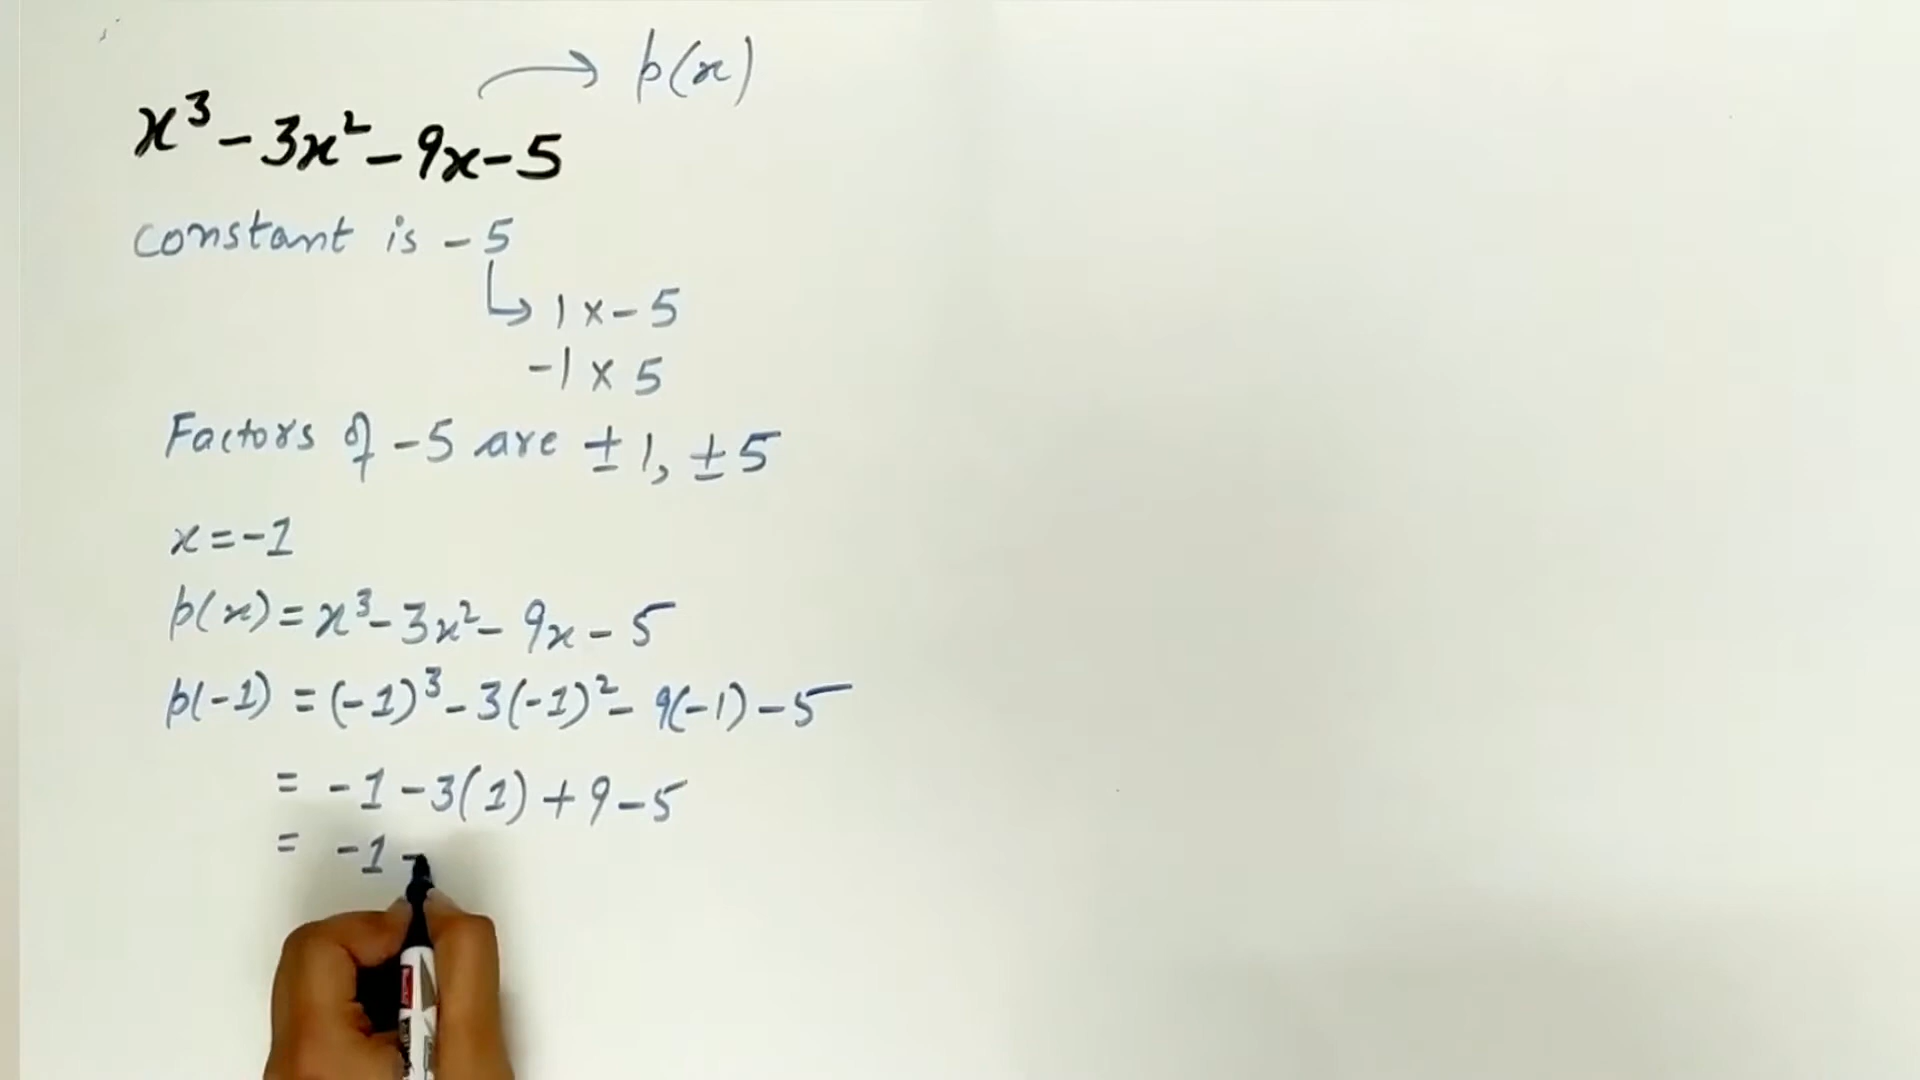 p(x)
x³ - 3x² - 9x - 5
constant is - 5
1 x - 5
-1 x 5
Factors of -5 are ± 1, ± 5
x = -1
p(x) = x³ - 3x² - 9x - 5
p(-1) = (-1)³ - 3(-1)² - 9(-1) - 5
= -1 - 3(1) + 9 - 5
= -1 -